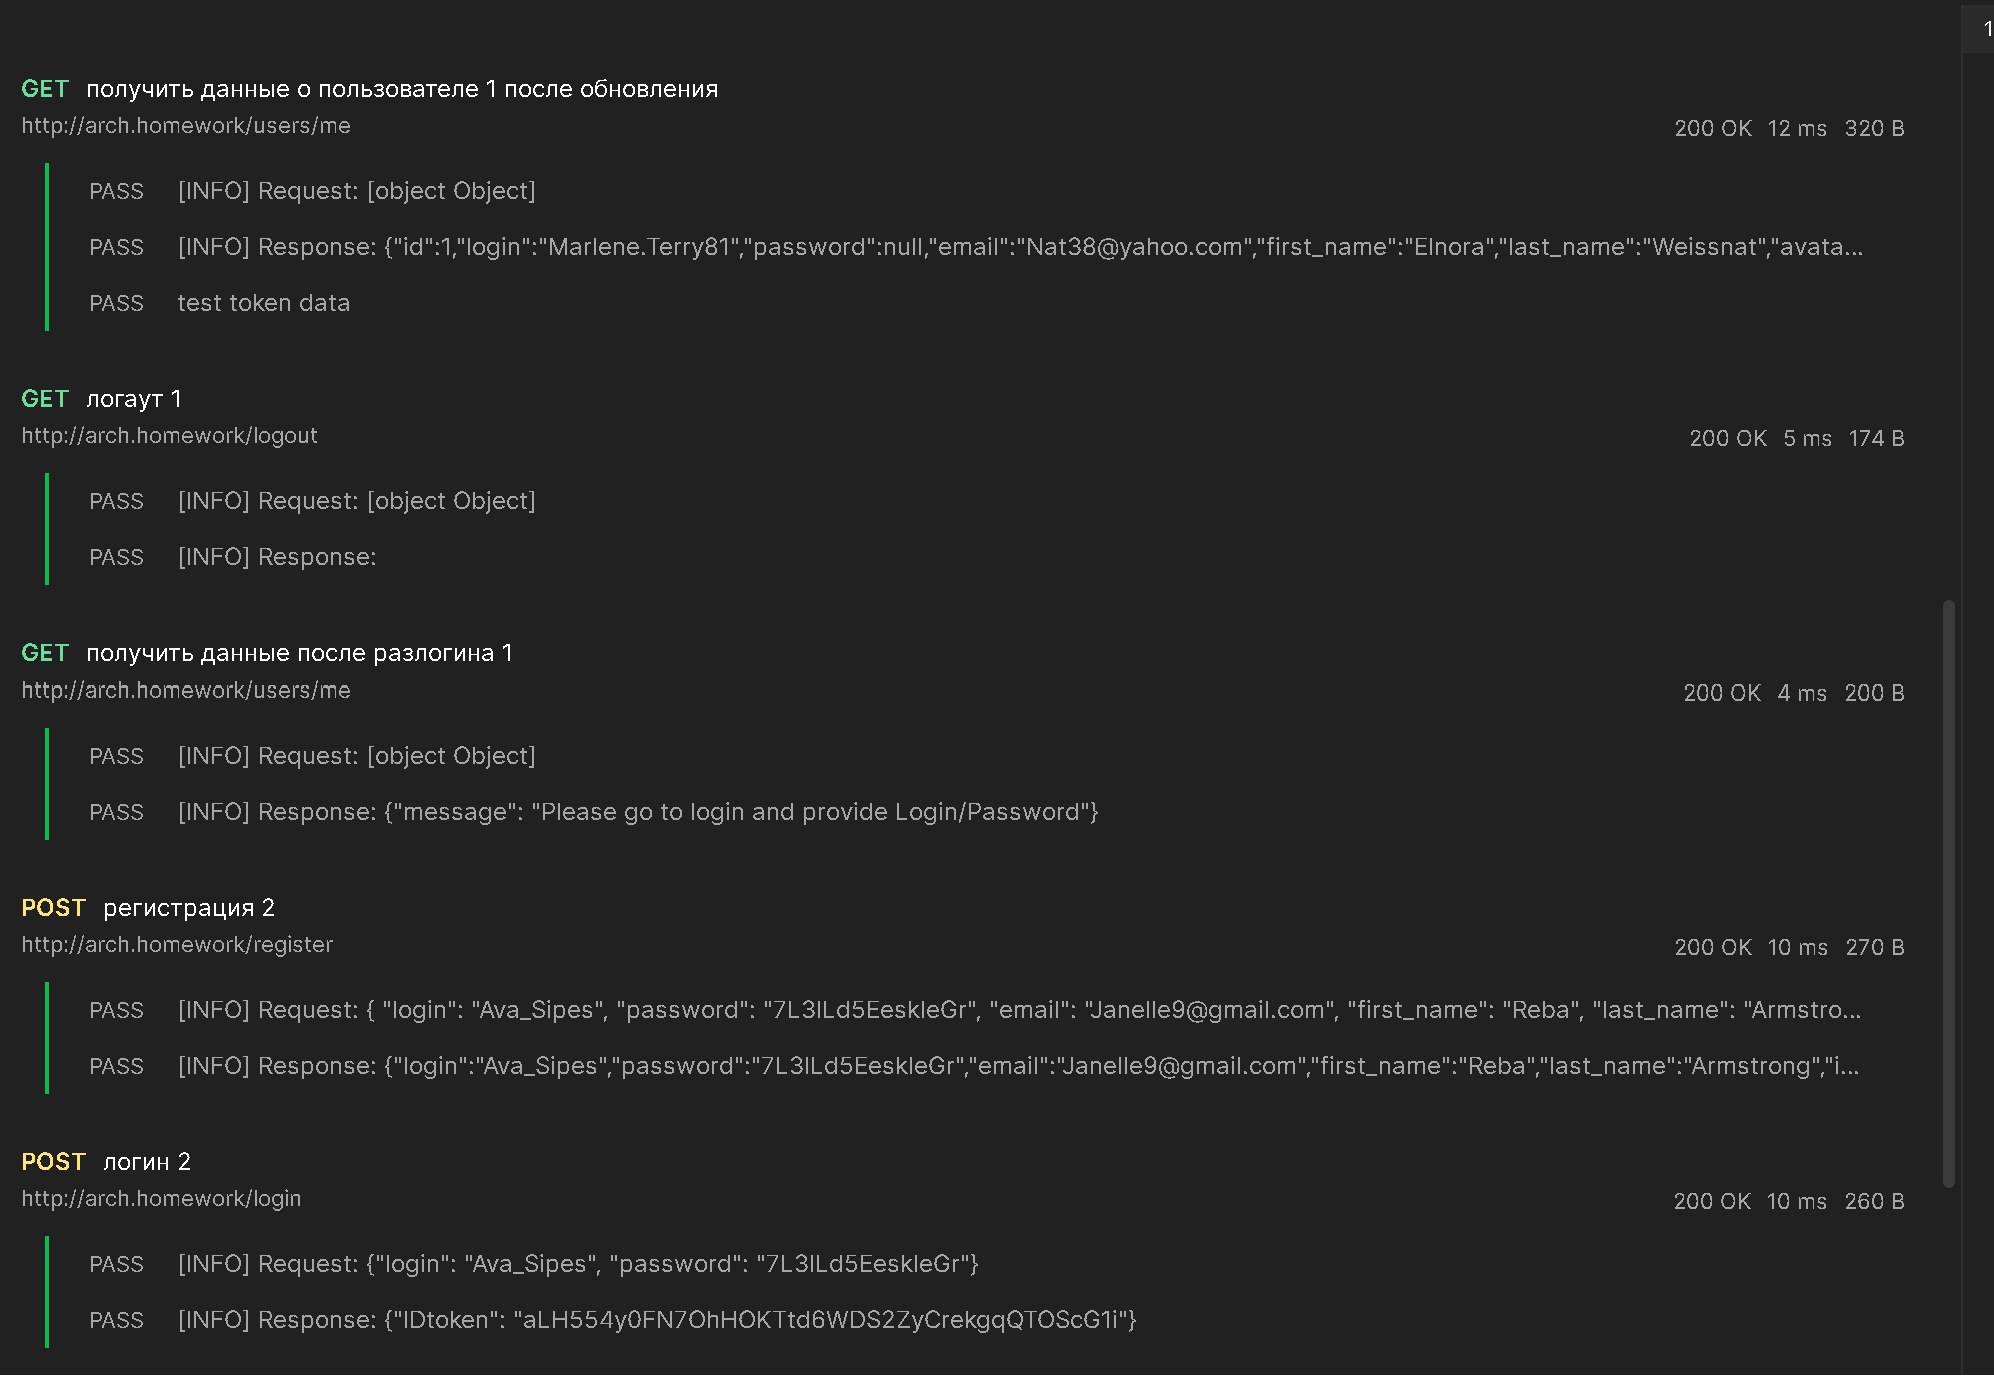 1
GET получить данные о пользователе 1 после обновления
http://arch.homework/users/me 200 OK 12 ms 320 B
PASS [INFO] Request: [object Object]
PASS [INFO] Response: {"id":1,"login":"Marlene.Terry81","password":null,"email":"Nat38@yahoo.com","first_name":"Elnora","last_name":"Weissnat","avata...
PASS test token data
GET логаут 1
http://arch.homework/logout 200 OK 5 ms 174 B
PASS [INFO] Request: [object Object]
PASS [INFO] Response:
GET получить данные после разлогина 1
http://arch.homework/users/me 200 OK 4 ms 200 B
PASS [INFO] Request: [object Object]
PASS [INFO] Response: {"message": "Please go to login and provide Login/Password"}
POST регистрация 2
http://arch.homework/register 200 OK 10 ms 270 B
PASS [INFO] Request: { "login": "Ava_Sipes", "password": "7L3lLd5EeskleGr", "email": "Janelle9@gmail.com", "first_name": "Reba", "last_name": "Armstro...
PASS [INFO] Response: {"login":"Ava_Sipes","password":"7L3lLd5EeskleGr","email":"Janelle9@gmail.com","first_name":"Reba","last_name":"Armstrong","i...
POST логин 2
http://arch.homework/login 200 OK 10 ms 260 B
PASS [INFO] Request: {"login": "Ava_Sipes", "password": "7L3lLd5EeskleGr"}
PASS [INFO] Response: {"IDtoken": "aLH554y0FN7OhHOKTtd6WDS2ZyCrekgqQTOScG1i"}